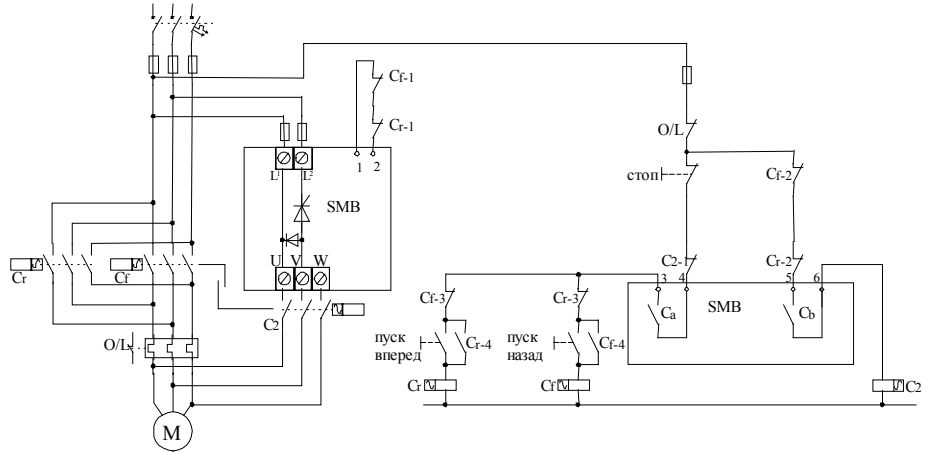 Cf-1
Cr-1
1 2
L1 L2
SMB
U V W
Cr
Cf
C2
O/L
M
O/L
стоп
Cf-2
C2-1
Cr-2
3 4 5 6
SMB
Ca
Cb
Cf-3
Cr-3
пуск
вперед
Cr-4
пуск
назад
Cf-4
Cr
Cf
C2